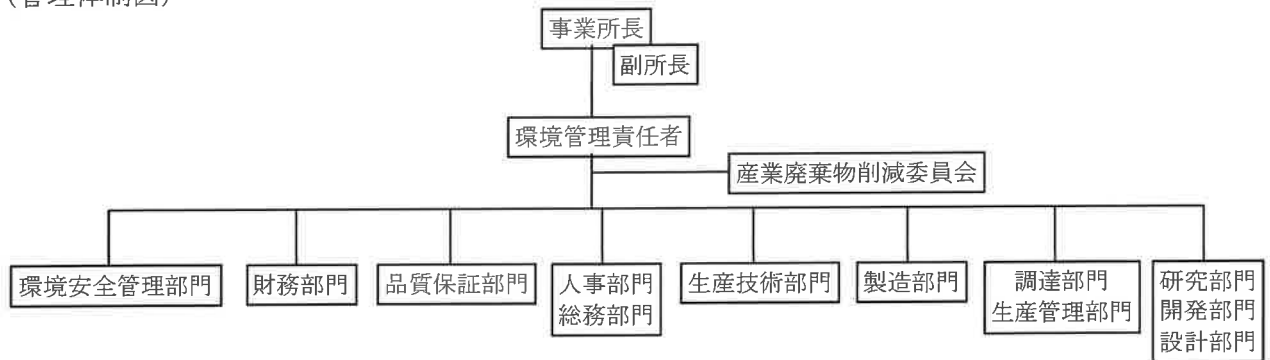 (管理体制図)
事業所長
副所長
環境管理責任者
産業廃棄物削減委員会
環境安全管理部門
財務部門
品質保証部門
人事部門
総務部門
生産技術部門
製造部門
調達部門
生産管理部門
研究部門
開発部門
設計部門